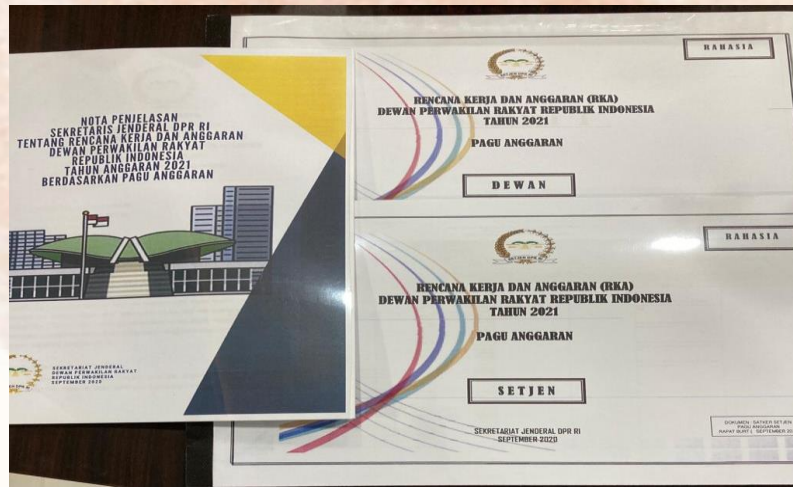 NOTA PENJELASAN
SEKRETARIS JENDERAL DPR RI
TENTANG RENCANA KERJA DAN ANGGARAN
DEWAN PERWAKILAN RAKYAT
REPUBLIK INDONESIA
TAHUN ANGGARAN 2021
BERDASARKAN PAGU ANGGARAN
SEKRETARIAT JENDERAL
DEWAN PERWAKILAN RAKYAT
REPUBLIK INDONESIA
SEPTEMBER 2020
RAHASIA
RENCANA KERJA DAN ANGGARAN (RKA)
DEWAN PERWAKILAN RAKYAT REPUBLIK INDONESIA
TAHUN 2021
PAGU ANGGARAN
DEWAN
RAHASIA
RENCANA KERJA DAN ANGGARAN (RKA)
DEWAN PERWAKILAN RAKYAT REPUBLIK INDONESIA
TAHUN 2021
PAGU ANGGARAN
SETJEN
SEKRETARIAT JENDERAL DPR RI
SEPTEMBER 2020
DOKUMEN : SATKER SETJEN
PAGU ANGGARAN
RAPAT BURT ( SEPTEMBER